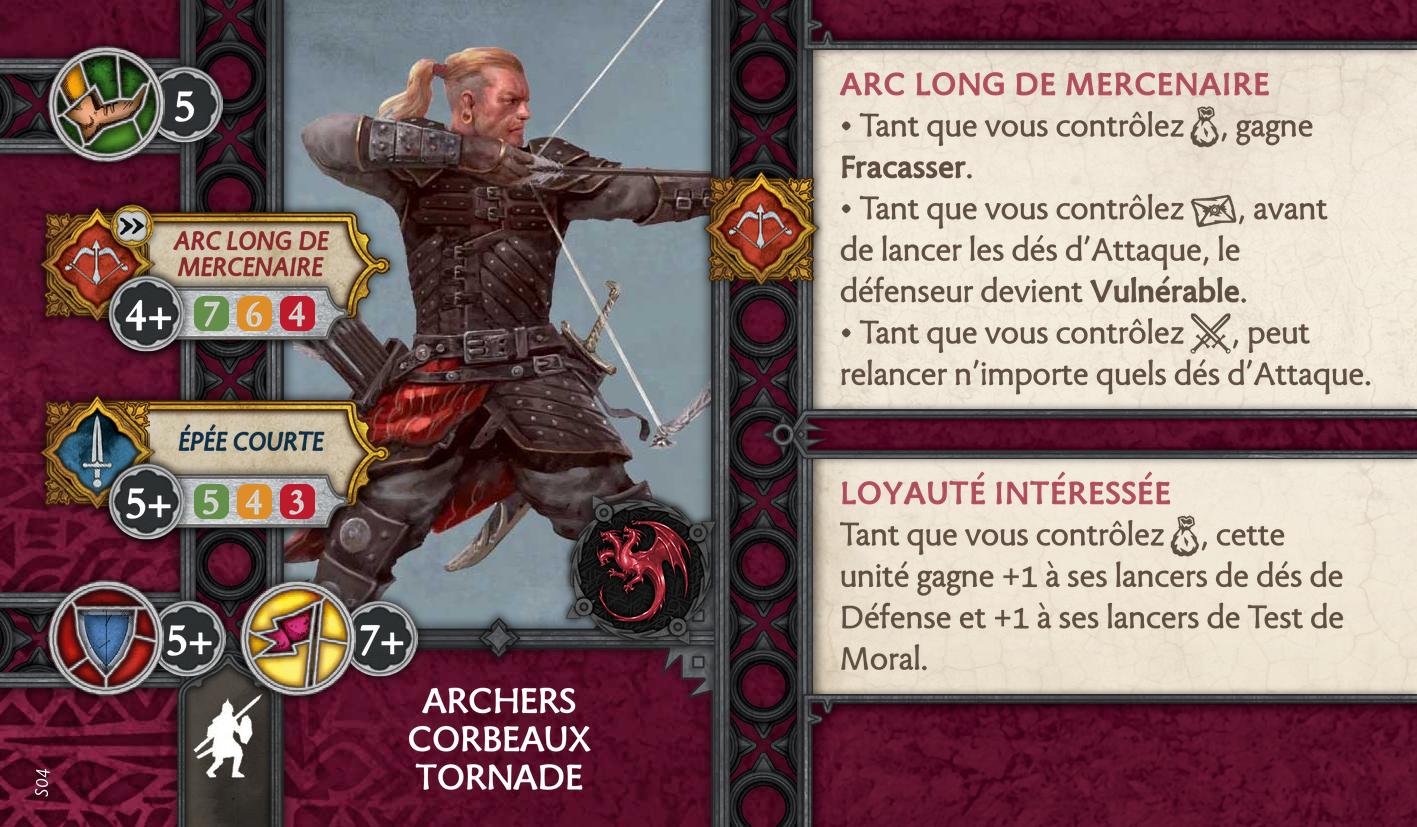 5
ARC LONG DE
MERCENAIRE
4+
7 6 4
ÉPÉE COURTE
5+
5 4 3
5+
7+
ARCHERS
CORBEAUX
TORNADE
S04
ARC LONG DE MERCENAIRE
• Tant que vous contrôlez , gagne
Fracasser.
• Tant que vous contrôlez , avant
de lancer les dés d’Attaque, le
défenseur devient Vulnérable.
• Tant que vous contrôlez , peut
relancer n’importe quels dés d’Attaque.
LOYAUTÉ INTÉRESSÉE
Tant que vous contrôlez , cette
unité gagne +1 à ses lancers de dés de
Défense et +1 à ses lancers de Test de
Moral.